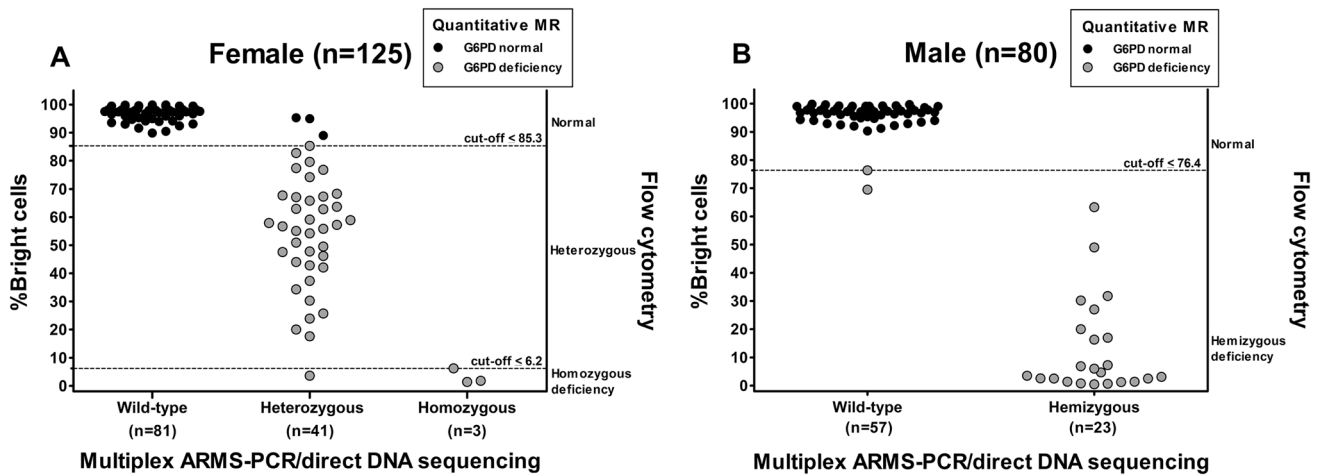 A
Female (n=125)
Quantitative MR
G6PD normal
G6PD deficiency
%Bright cells
100
90
80
70
60
50
40
30
20
10
0
cut-off ≤ 85.3
cut-off ≤ 6.2
Normal
Heterozygous
Homozygous
deficiency
Flow cytometry
Wild-type
(n=81)
Heterozygous
(n=41)
Homozygous
(n=3)
Multiplex ARMS-PCR/direct DNA sequencing
B
Male (n=80)
Quantitative MR
G6PD normal
G6PD deficiency
%Bright cells
100
90
80
70
60
50
40
30
20
10
0
cut-off ≤ 76.4
Normal
Hemizygous
deficiency
Flow cytometry
Wild-type
(n=57)
Hemizygous
(n=23)
Multiplex ARMS-PCR/direct DNA sequencing